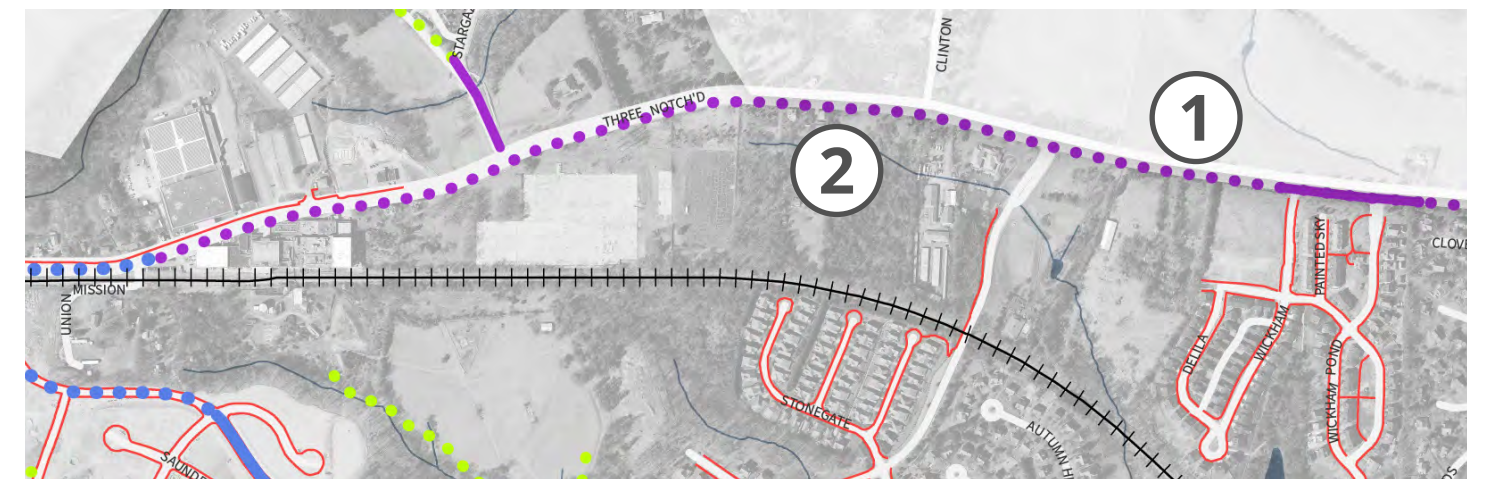 CLINTON
THREE NOTCH'D
1
2
PAINTED SKY
MISSION
UNION
DELILA
WICKHAM
WICKHAM POND
STONEGATE